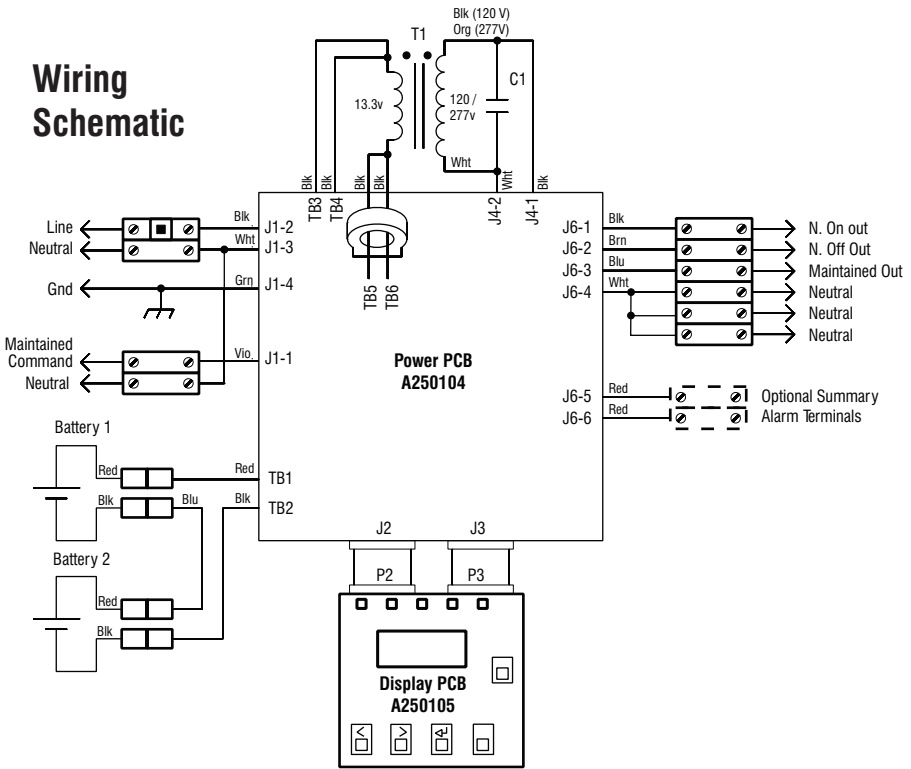 Wiring
Schematic
Blk (120 V)
Org (277V)
T1
C1
13.3v
120 /
277v
Wht
Blk
Blk
Blk
Blk
Wht
Blk
TB3
TB4
J4-2
J4-1
TB5
TB6
Line
Neutral
Gnd
Maintained
Command
Neutral
Blk
J1-2
Wht
J1-3
Grn
J1-4
Vio.
J1-1
Power PCB
A250104
J6-1
Blk
N. On out
J6-2
Brn
N. Off Out
J6-3
Blu
Maintained Out
J6-4
Wht
Neutral
Neutral
Neutral
J6-5
Red
Optional Summary
J6-6
Red
Alarm Terminals
Battery 1
Red
Red
TB1
Blk
Blu
Blk
TB2
Battery 2
Red
Blk
J2
J3
P2
P3
Display PCB
A250105